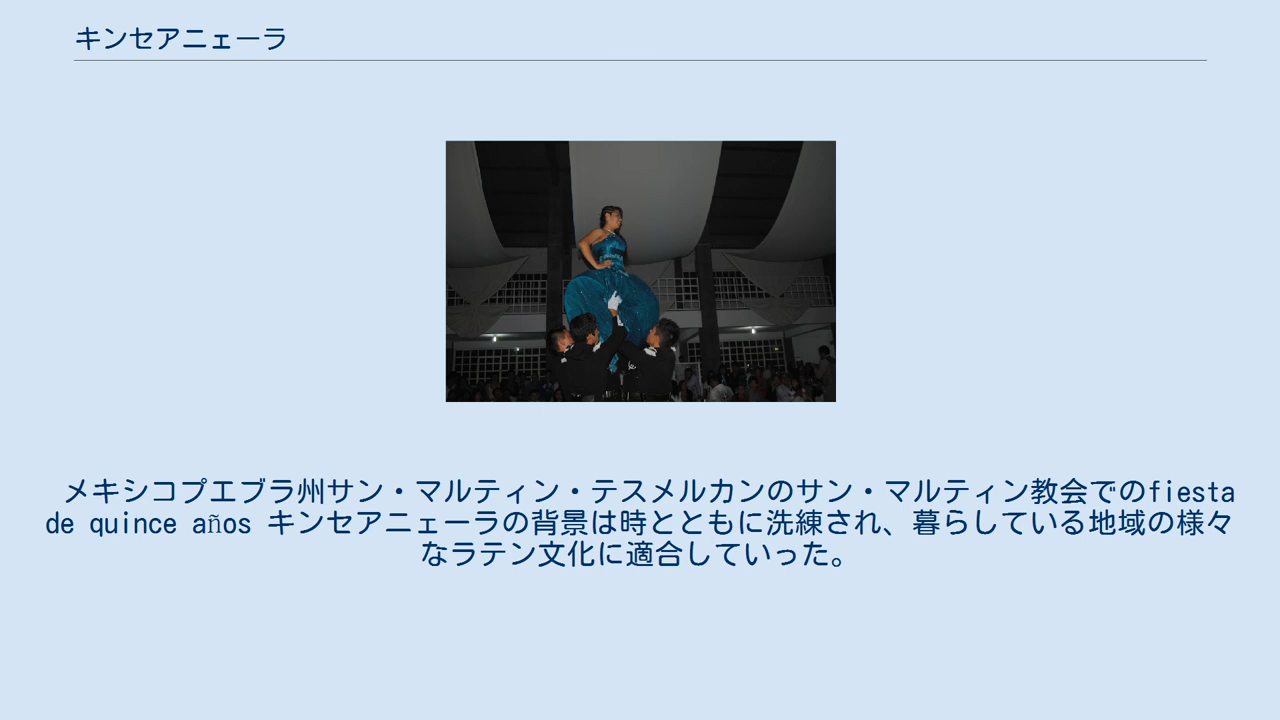 キンセアニェーラ
メキシコプエブラ州サン・マルティン・テスメルカンのサン・マルティン教会でのfiesta
de quince años キンセアニェーラの背景は時とともに洗練され、暮らしている地域の様々
なラテン文化に適合していった。